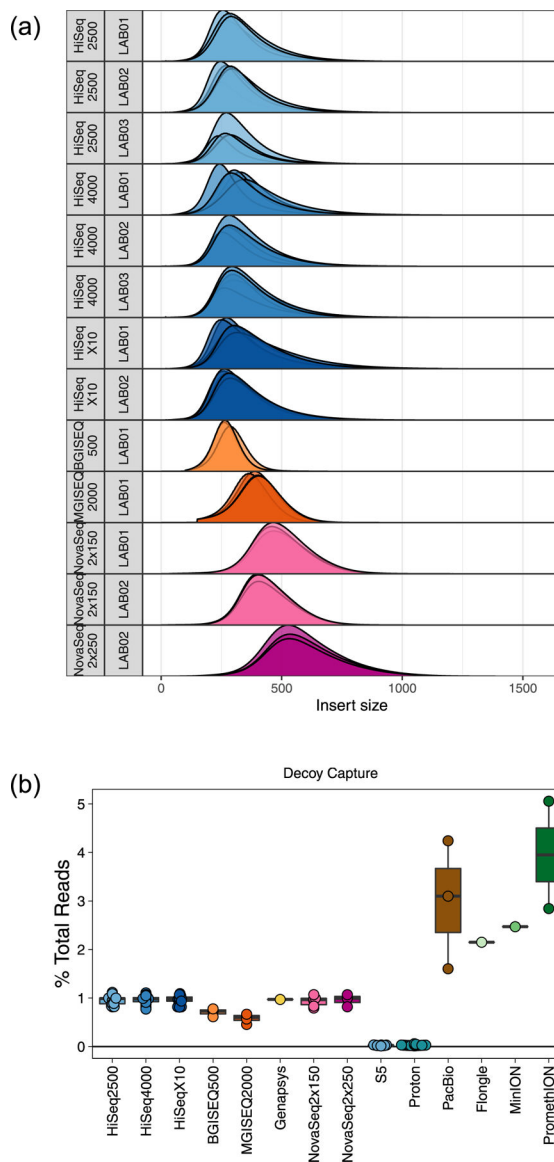 (a)
HiSeq 2500 LAB01
HiSeq 2500 LAB02
HiSeq 2500 LAB03
HiSeq 4000 LAB01
HiSeq 4000 LAB02
HiSeq 4000 LAB03
HiSeq X10 LAB01
HiSeq X10 LAB02
BGISEQ 500 LAB01
MGISEQ 2000 LAB01
NovaSeq 2x150 LAB01
NovaSeq 2x150 LAB02
NovaSeq 2x250 LAB02
0 500 1000 1500
Insert size
(b)
Decoy Capture
% Total Reads
5
4
3
2
1
0
HiSeq2500
HiSeq4000
HiSeqX10
BGISEQ500
MGISEQ2000
Genapsys
NovaSeq2x150
NovaSeq2x250
S5
Proton
PacBio
Flongle
MinION
PromethION